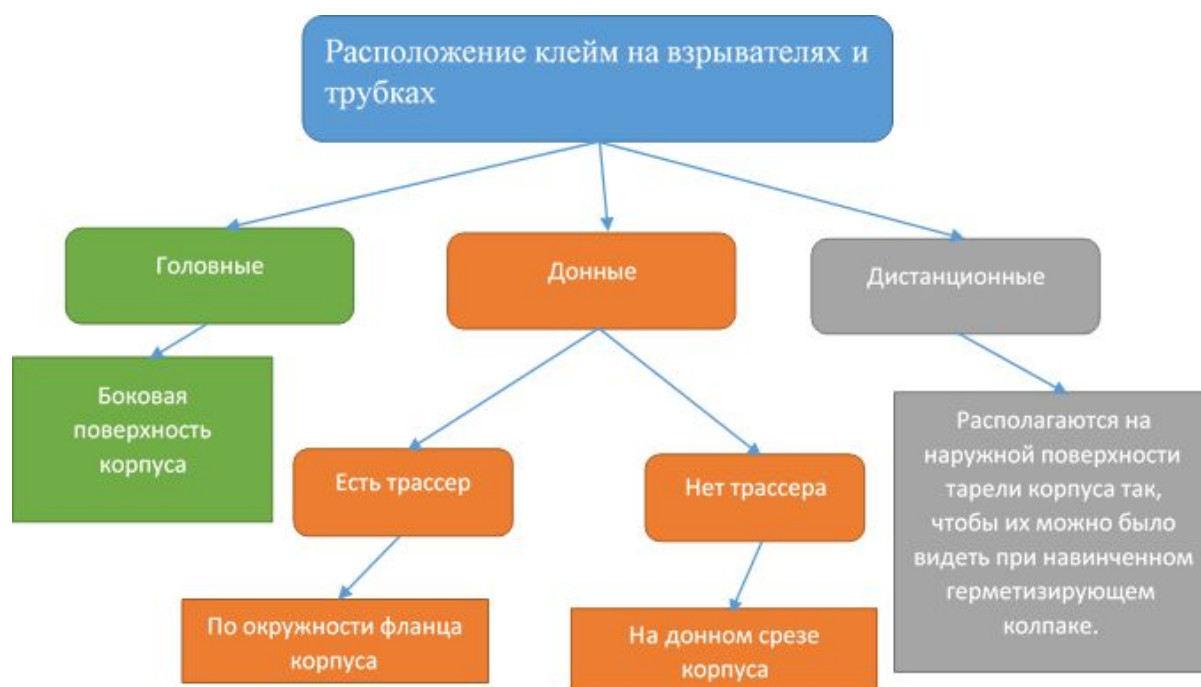 Расположение клейм на взрывателях и
трубках
Головные
Донные
Дистанционные
Боковая
поверхность
корпуса
Есть трассер
Нет трассера
Располагаются на
наружной поверхности
тарели корпуса так,
чтобы их можно было
видеть при навинченном
герметизирующем
колпаке.
По окружности фланца
корпуса
На донном срезе
корпуса